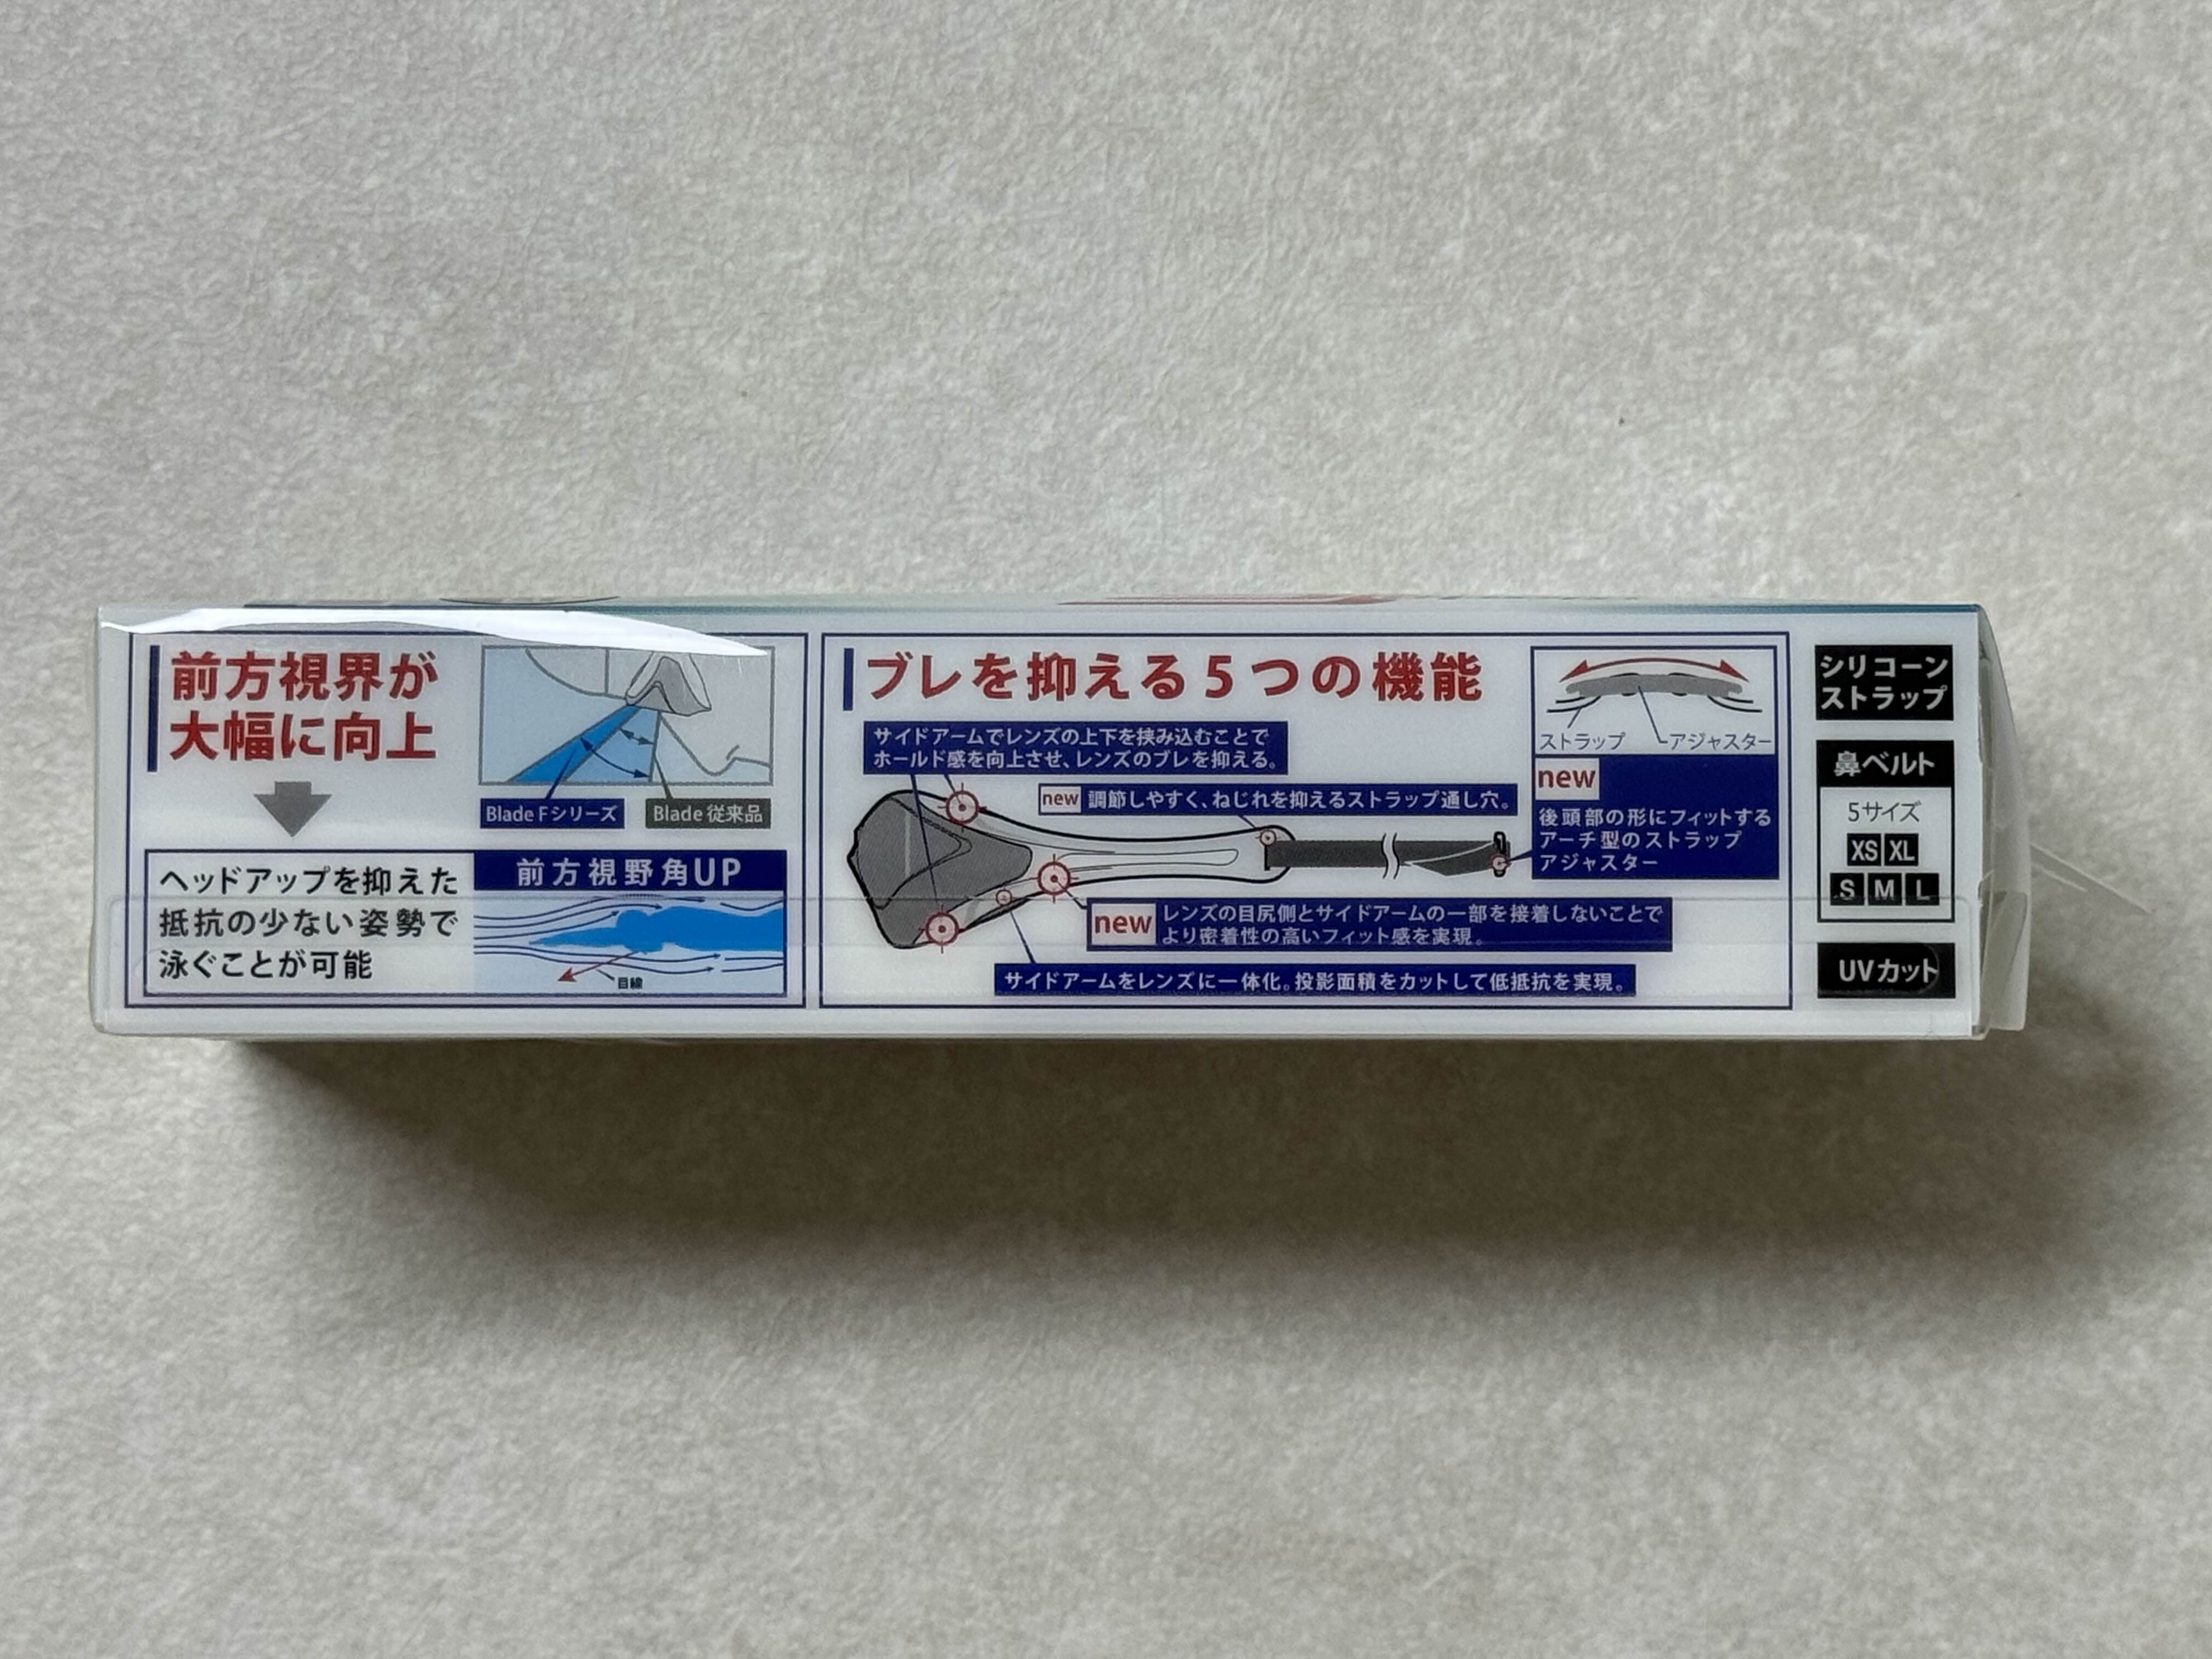 前方視界が
大幅に向上
Blade Fシリーズ
Blade 従来品
ヘッドアップを抑えた
抵抗の少ない姿勢で
泳ぐことが可能
前方視野角UP
目線
ブレを抑える5つの機能
サイドアームでレンズの上下を挟み込むことで
ホールド感を向上させ、レンズのブレを抑える。
new 調節しやすく、ねじれを抑えるストラップ通し穴。
ストラップ
アジャスター
new
後頭部の形にフィットする
アーチ型のストラップ
アジャスター
new
レンズの目尻側とサイドアームの一部を接着しないことで
より密着性の高いフィット感を実現。
サイドアームをレンズに一体化。投影面積をカットして低抵抗を実現。
シリコーン
ストラップ
鼻ベルト
5サイズ
XS XL
S M L
UVカット